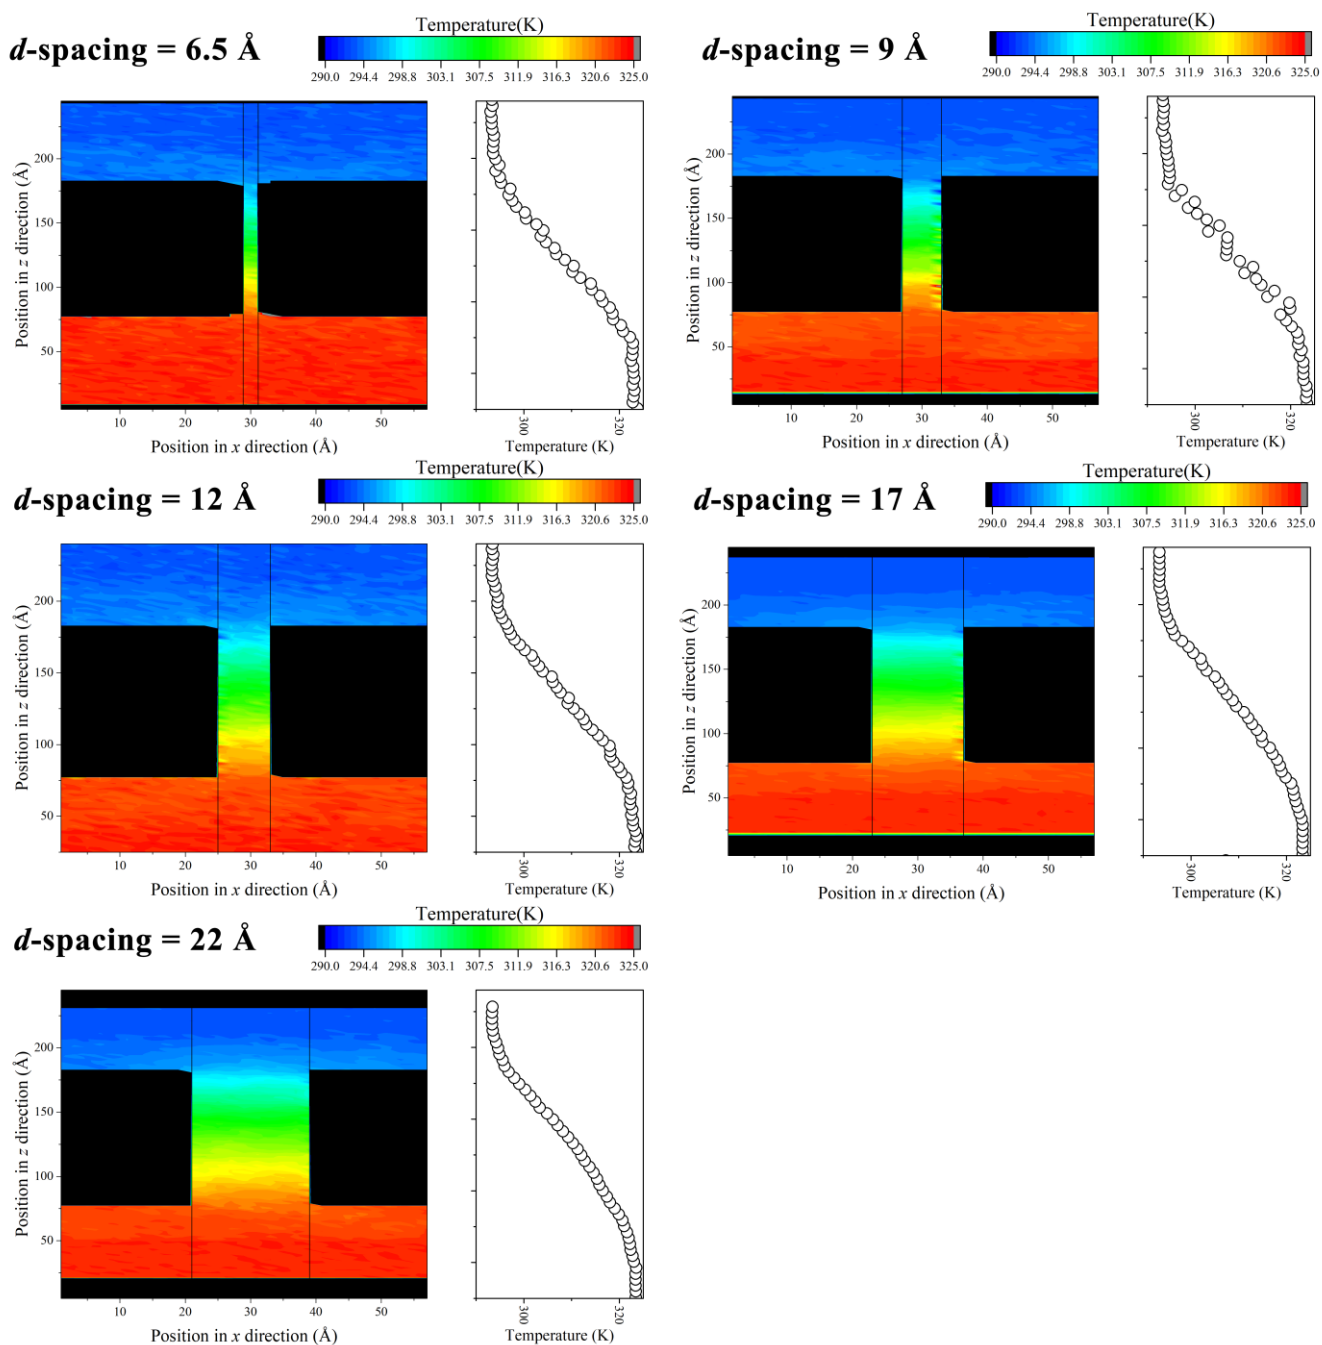 d-spacing = 6.5 Å
Temperature(K)
290.0 294.4 298.8 303.1 307.5 311.9 316.3 320.6 325.0
Position in z direction (Å)
200
150
100
50
10 20 30 40 50
Position in x direction (Å)
300 320
Temperature (K)
d-spacing = 9 Å
Temperature(K)
290.0 294.4 298.8 303.1 307.5 311.9 316.3 320.6 325.0
Position in z direction (Å)
200
150
100
50
10 20 30 40 50
Position in x direction (Å)
300 320
Temperature (K)
d-spacing = 12 Å
Temperature(K)
290.0 294.4 298.8 303.1 307.5 311.9 316.3 320.6 325.0
Position in z direction (Å)
200
150
100
50
10 20 30 40 50
Position in x direction (Å)
300 320
Temperature (K)
d-spacing = 17 Å
Temperature(K)
290.0 294.4 298.8 303.1 307.5 311.9 316.3 320.6 325.0
Position in z direction (Å)
200
150
100
50
10 20 30 40 50
Position in x direction (Å)
300 320
Temperature (K)
d-spacing = 22 Å
Temperature(K)
290.0 294.4 298.8 303.1 307.5 311.9 316.3 320.6 325.0
Position in z direction (Å)
200
150
100
50
10 20 30 40 50
Position in x direction (Å)
300 320
Temperature (K)